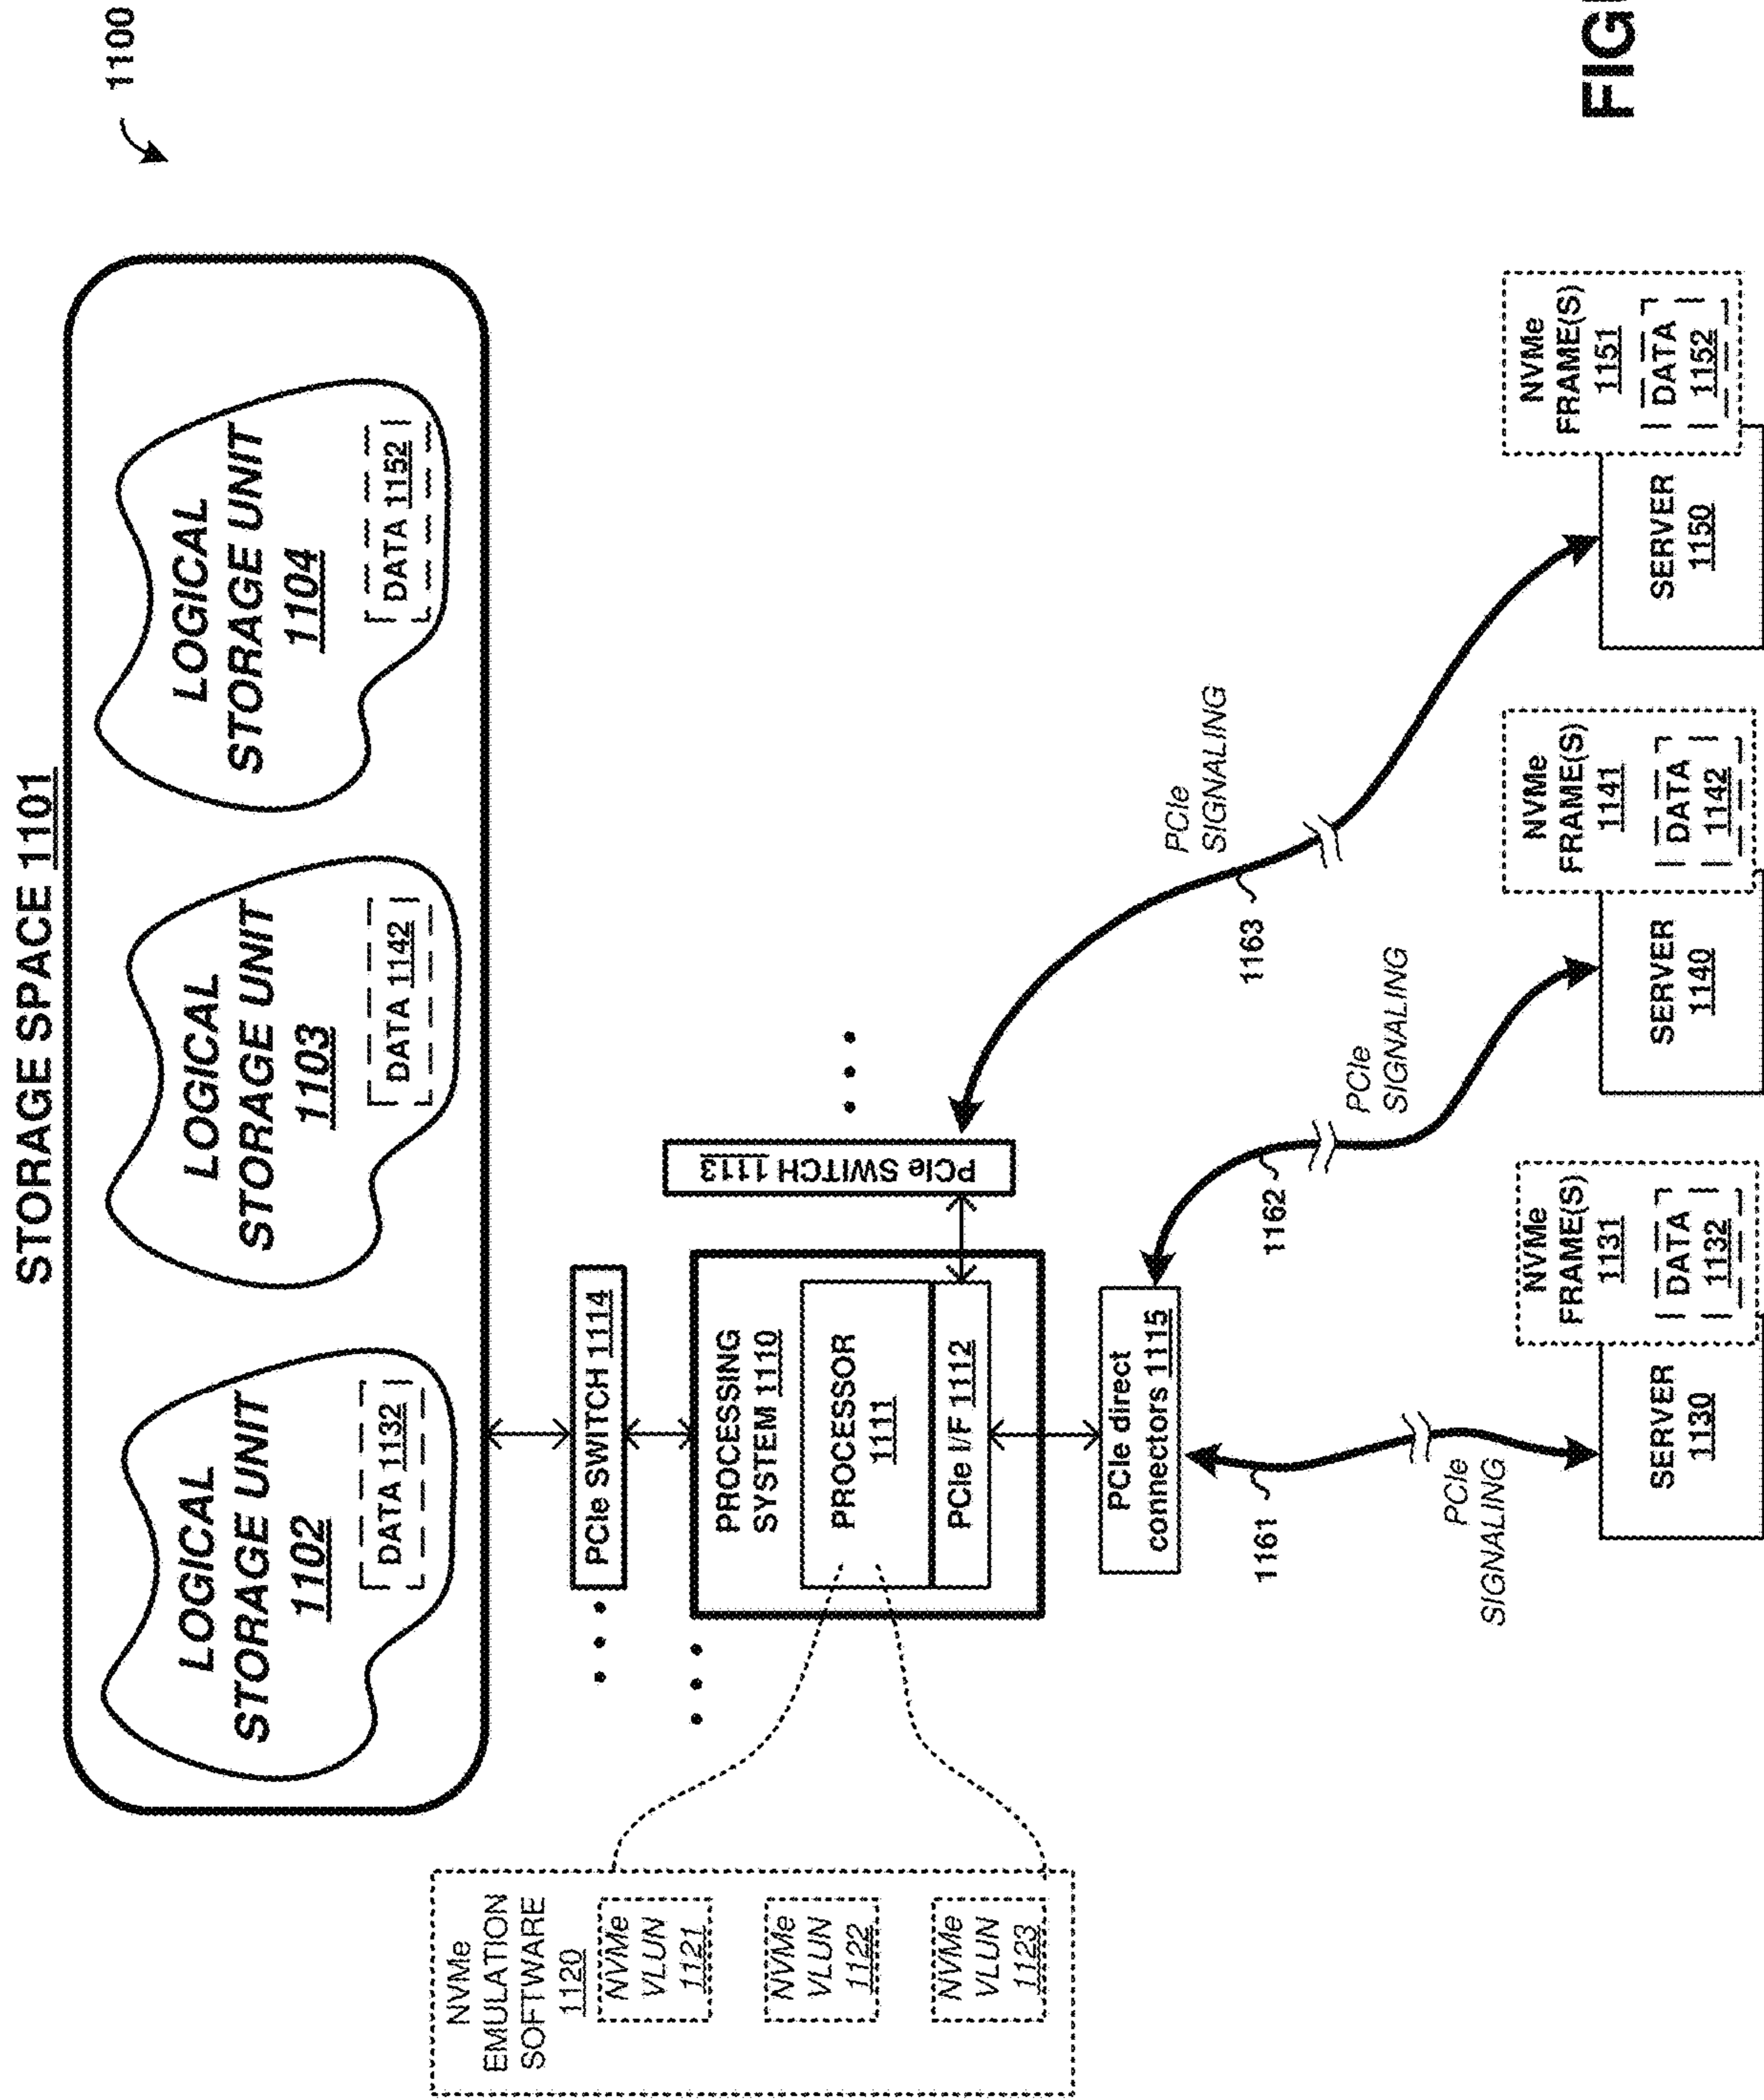 1100
STORAGE SPACE 1101
LOGICAL
STORAGE UNIT
1102
DATA 1132
LOGICAL
STORAGE UNIT
1103
DATA 1142
LOGICAL
STORAGE UNIT
1104
DATA 1152
PCIe SWITCH 1114
NVMe
EMULATION
SOFTWARE
1120
NVMe
VLUN
1121
NVMe
VLUN
1122
NVMe
VLUN
1123
PROCESSING
SYSTEM 1110
PROCESSOR
1111
PCIe I/F 1112
PCIe SWITCH 1113
PCIe direct
connectors 1115
1161
PCIe
SIGNALING
1162
PCIe
SIGNALING
1163
PCIe
SIGNALING
NVMe
FRAME(S)
1131
DATA
1132
SERVER
1130
NVMe
FRAME(S)
1141
DATA
1142
SERVER
1140
NVMe
FRAME(S)
1151
DATA
1152
SERVER
1150